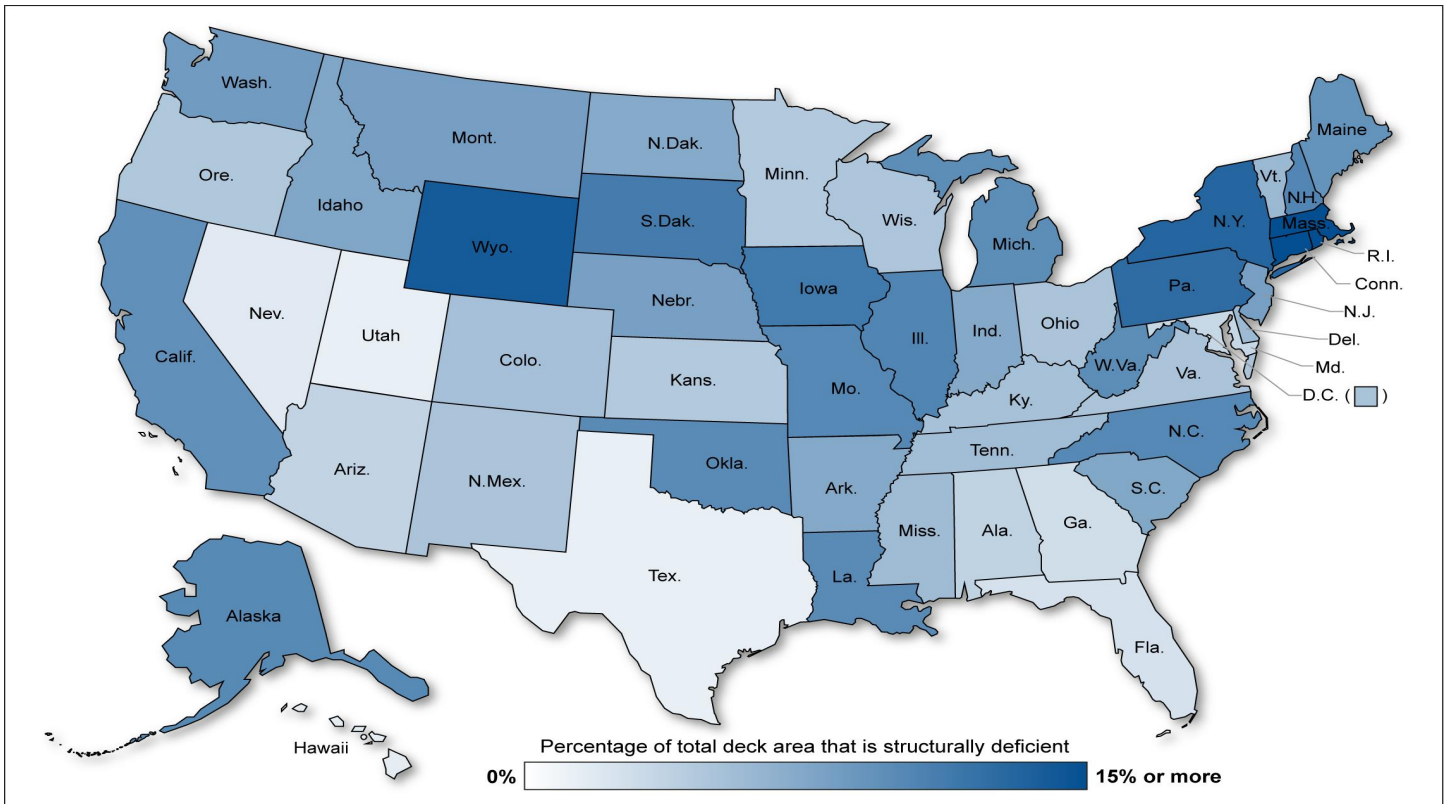 Wash.
Mont.
N.Dak.
Minn.
Maine
Ore.
Idaho
Wyo.
S.Dak.
Wis.
Mich.
Vt.
N.H.
N.Y.
Mass.
R.I.
Conn.
N.J.
Del.
Md.
D.C. ( )
Nev.
Utah
Colo.
Nebr.
Iowa
Ill.
Ind.
Ohio
Pa.
Calif.
Kans.
Mo.
Ky.
W.Va.
Va.
Ariz.
N.Mex.
Okla.
Ark.
Tenn.
N.C.
S.C.
Tex.
La.
Miss.
Ala.
Ga.
Fla.
Alaska
Hawaii
Percentage of total deck area that is structurally deficient
0% 15% or more